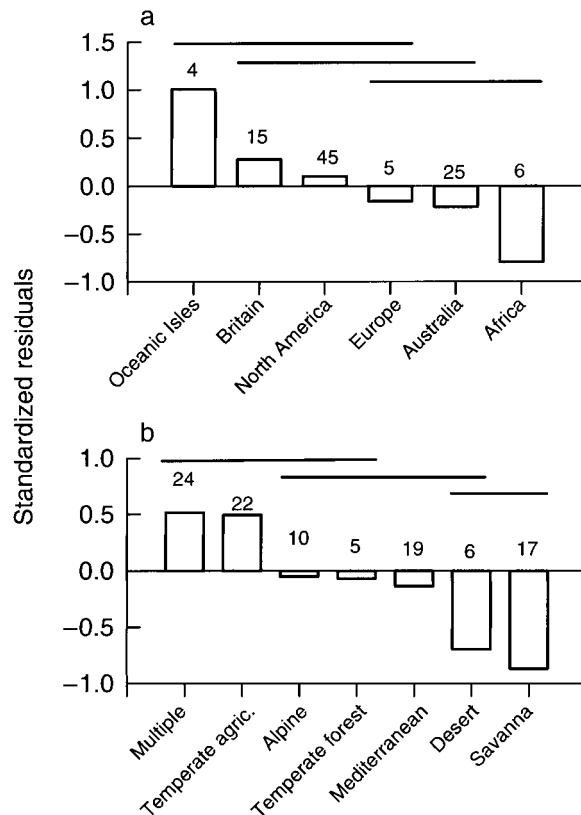 a
1.5
1.0
0.5
0.0
−0.5
−1.0
4
15
45
5
25
6
Oceanic Isles
Britain
North America
Europe
Australia
Africa
Standardized residuals
b
1.0
0.5
0.0
−0.5
−1.0
24
22
10
5
19
6
17
Multiple
Temperate agric.
Alpine
Temperate forest
Mediterranean
Desert
Savanna